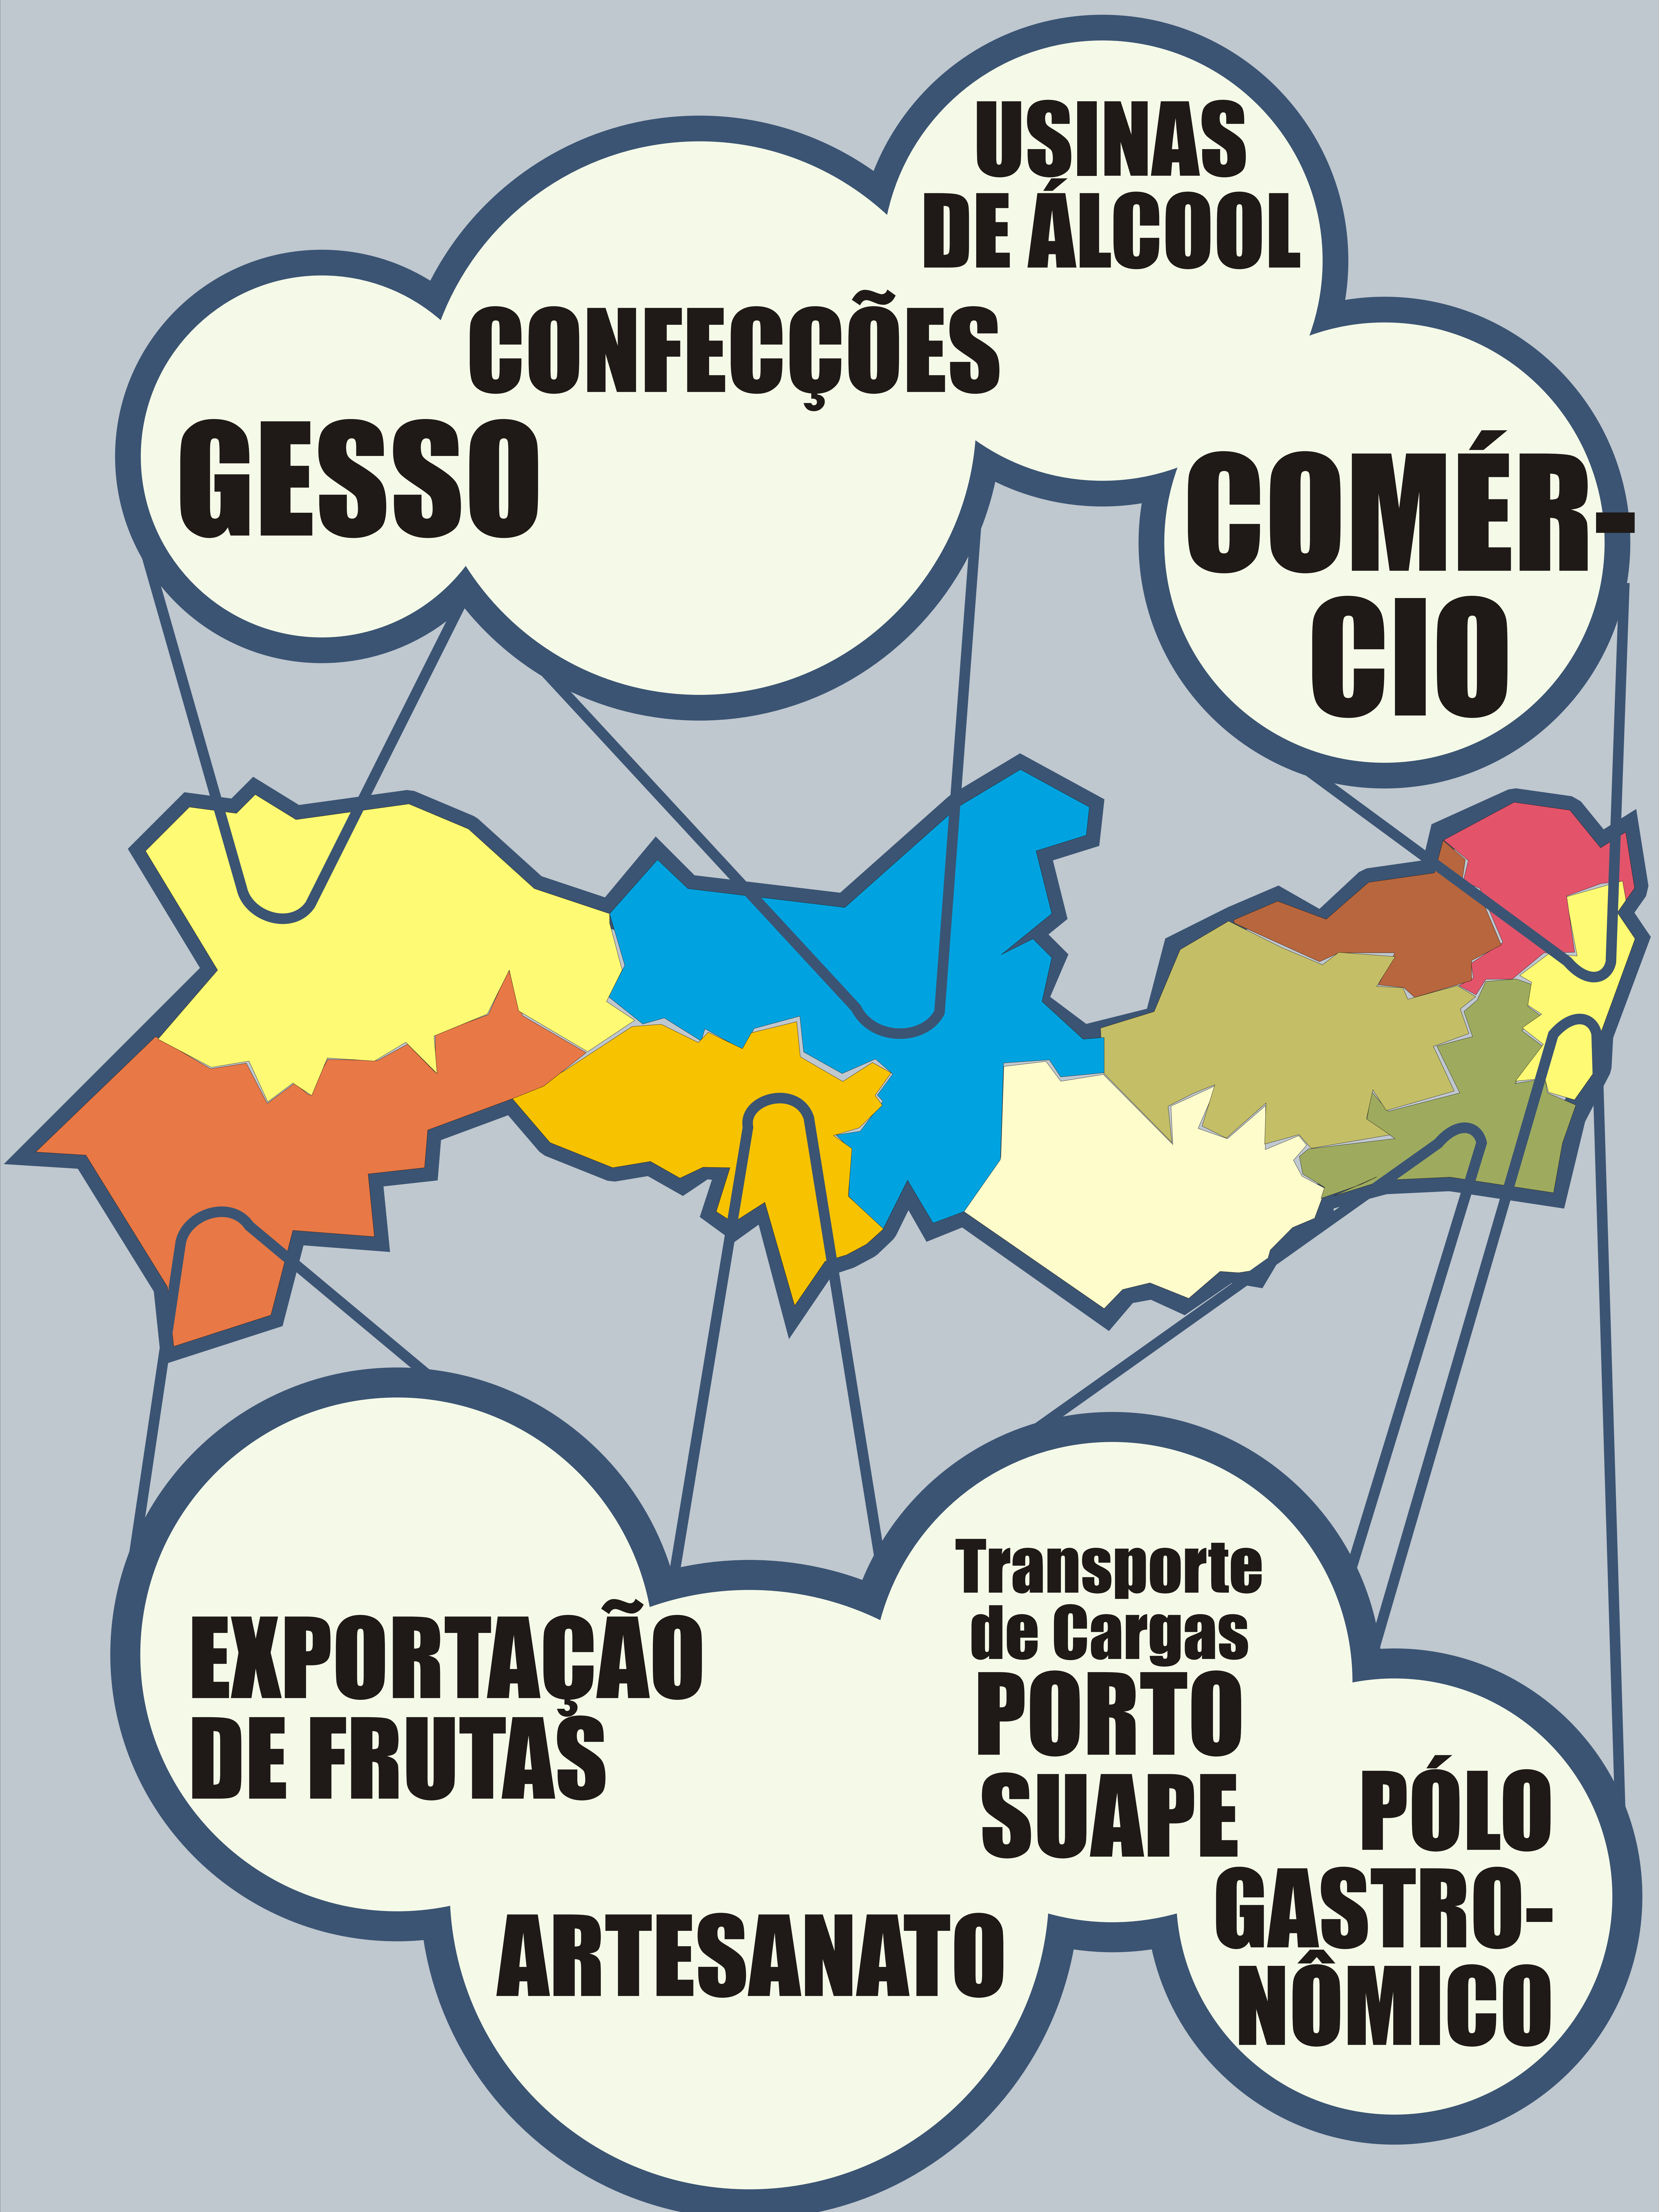 USINAS
DE ÁLCOOL
CONFECÇÕES
GESSO
COMÉR-
CIO
EXPORTAÇÃO
DE FRUTAS
ARTESANATO
Transporte
de Cargas
PORTO
SUAPE
PÓLO
GASTRO-
NÔMICO